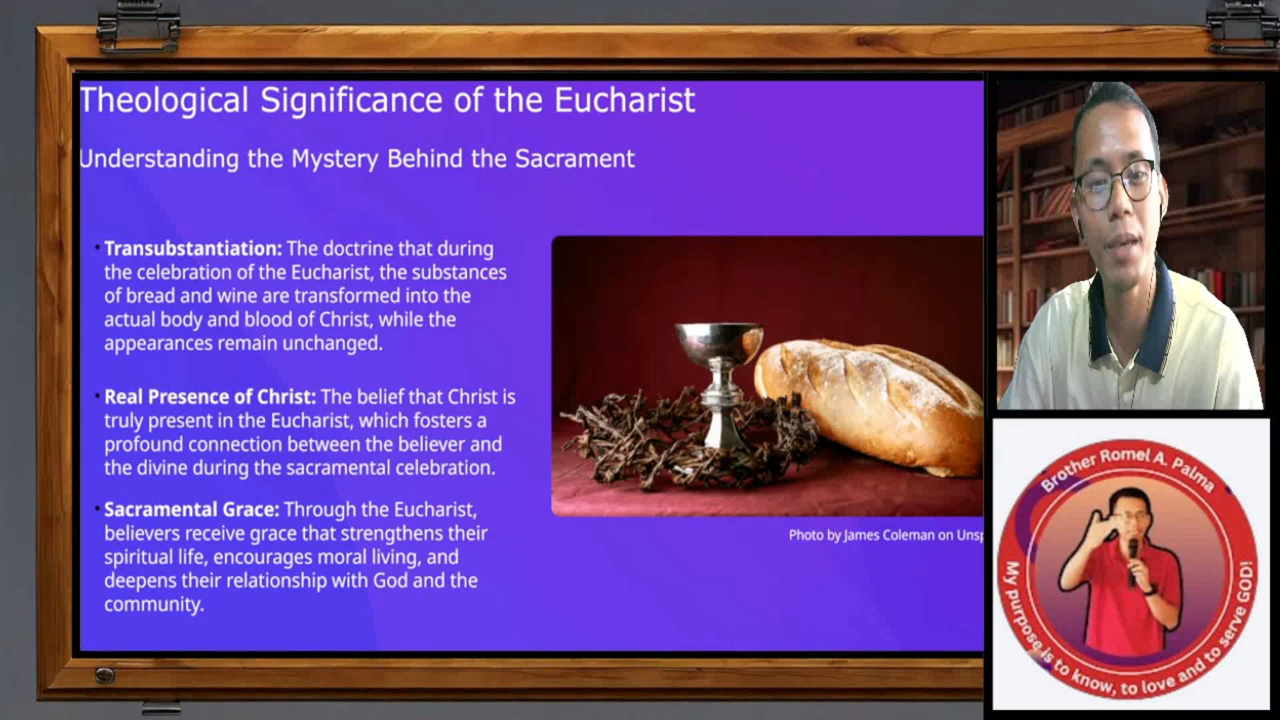 Theological Significance of the Eucharist
Understanding the Mystery Behind the Sacrament
Transubstantiation: The doctrine that during
the celebration of the Eucharist, the substances
of bread and wine are transformed into the
actual body and blood of Christ, while the
appearances remain unchanged.
Real Presence of Christ: The belief that Christ is
truly present in the Eucharist, which fosters a
profound connection between the believer and
the divine during the sacramental celebration.
Sacramental Grace: Through the Eucharist,
believers receive grace that strengthens their
spiritual life, encourages moral living, and
deepens their relationship with God and the
community.
Photo by James Coleman on Unsp
Brother Romel A. Palma
My purpose is to know, to love and to serve GOD!